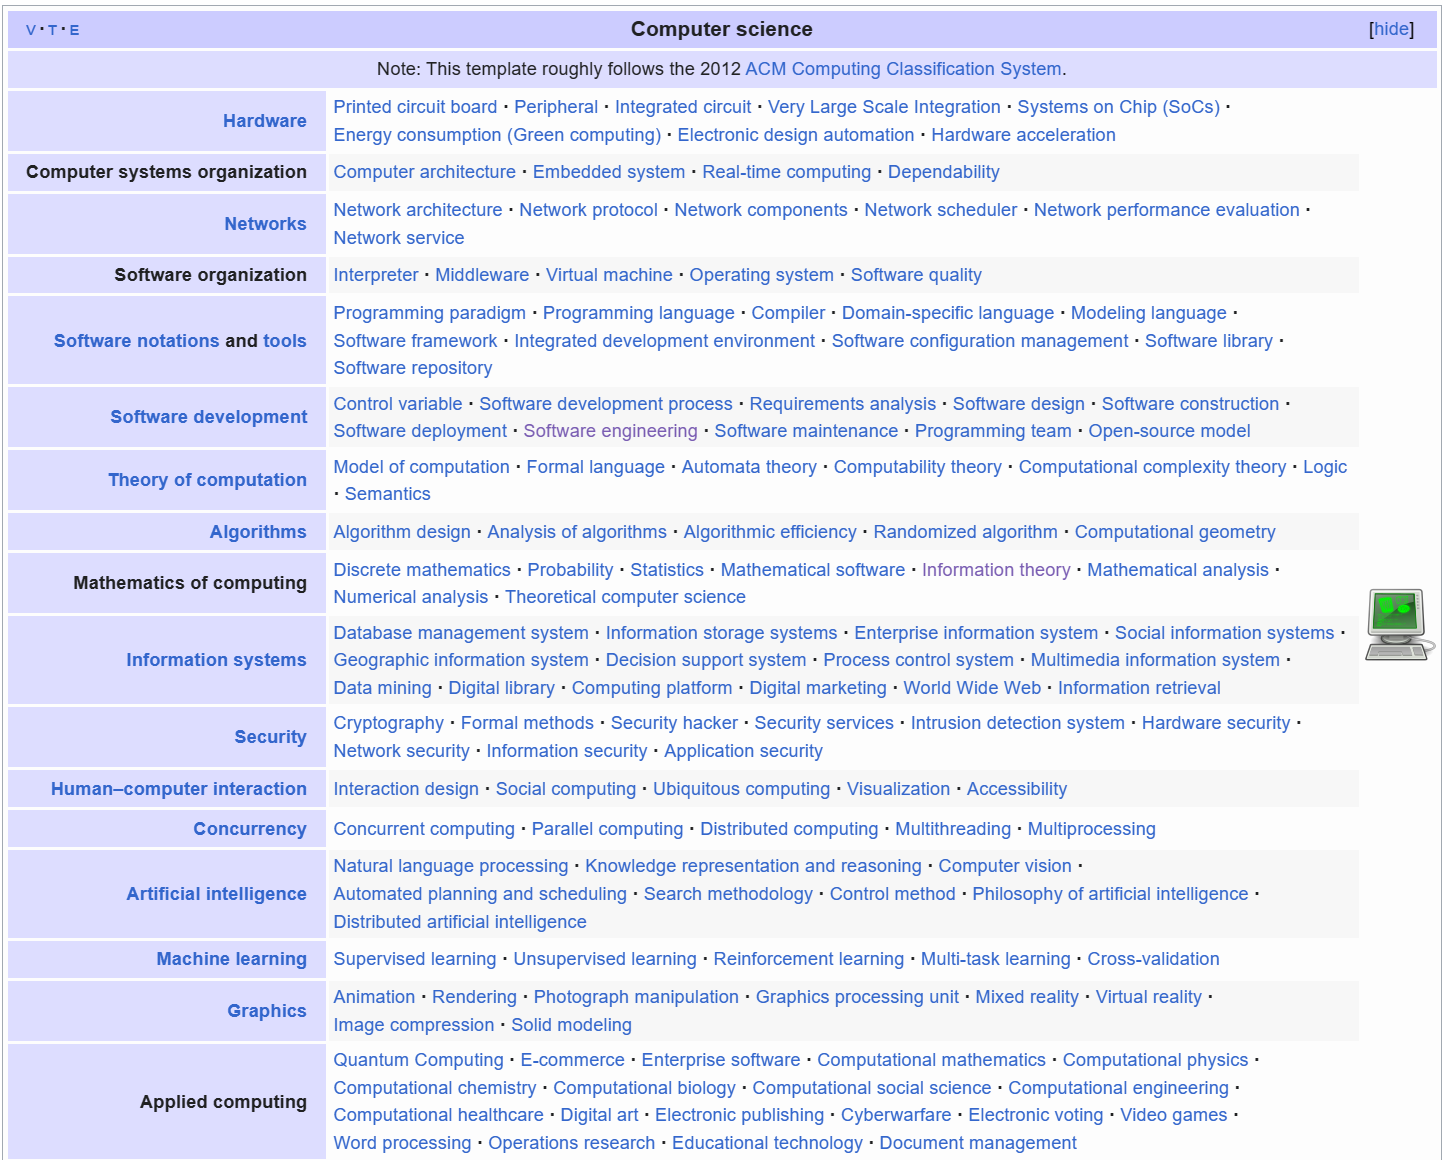 V · T · E Computer science [hide]
Note: This template roughly follows the 2012 ACM Computing Classification System.
Hardware
Printed circuit board · Peripheral · Integrated circuit · Very Large Scale Integration · Systems on Chip (SoCs) ·
Energy consumption (Green computing) · Electronic design automation · Hardware acceleration
Computer systems organization
Computer architecture · Embedded system · Real-time computing · Dependability
Networks
Network architecture · Network protocol · Network components · Network scheduler · Network performance evaluation ·
Network service
Software organization
Interpreter · Middleware · Virtual machine · Operating system · Software quality
Software notations and tools
Programming paradigm · Programming language · Compiler · Domain-specific language · Modeling language ·
Software framework · Integrated development environment · Software configuration management · Software library ·
Software repository
Software development
Control variable · Software development process · Requirements analysis · Software design · Software construction ·
Software deployment · Software engineering · Software maintenance · Programming team · Open-source model
Theory of computation
Model of computation · Formal language · Automata theory · Computability theory · Computational complexity theory · Logic
· Semantics
Algorithms
Algorithm design · Analysis of algorithms · Algorithmic efficiency · Randomized algorithm · Computational geometry
Mathematics of computing
Discrete mathematics · Probability · Statistics · Mathematical software · Information theory · Mathematical analysis ·
Numerical analysis · Theoretical computer science
Information systems
Database management system · Information storage systems · Enterprise information system · Social information systems ·
Geographic information system · Decision support system · Process control system · Multimedia information system ·
Data mining · Digital library · Computing platform · Digital marketing · World Wide Web · Information retrieval
Security
Cryptography · Formal methods · Security hacker · Security services · Intrusion detection system · Hardware security ·
Network security · Information security · Application security
Human–computer interaction
Interaction design · Social computing · Ubiquitous computing · Visualization · Accessibility
Concurrency
Concurrent computing · Parallel computing · Distributed computing · Multithreading · Multiprocessing
Artificial intelligence
Natural language processing · Knowledge representation and reasoning · Computer vision ·
Automated planning and scheduling · Search methodology · Control method · Philosophy of artificial intelligence ·
Distributed artificial intelligence
Machine learning
Supervised learning · Unsupervised learning · Reinforcement learning · Multi-task learning · Cross-validation
Graphics
Animation · Rendering · Photograph manipulation · Graphics processing unit · Mixed reality · Virtual reality ·
Image compression · Solid modeling
Applied computing
Quantum Computing · E-commerce · Enterprise software · Computational mathematics · Computational physics ·
Computational chemistry · Computational biology · Computational social science · Computational engineering ·
Computational healthcare · Digital art · Electronic publishing · Cyberwarfare · Electronic voting · Video games ·
Word processing · Operations research · Educational technology · Document management